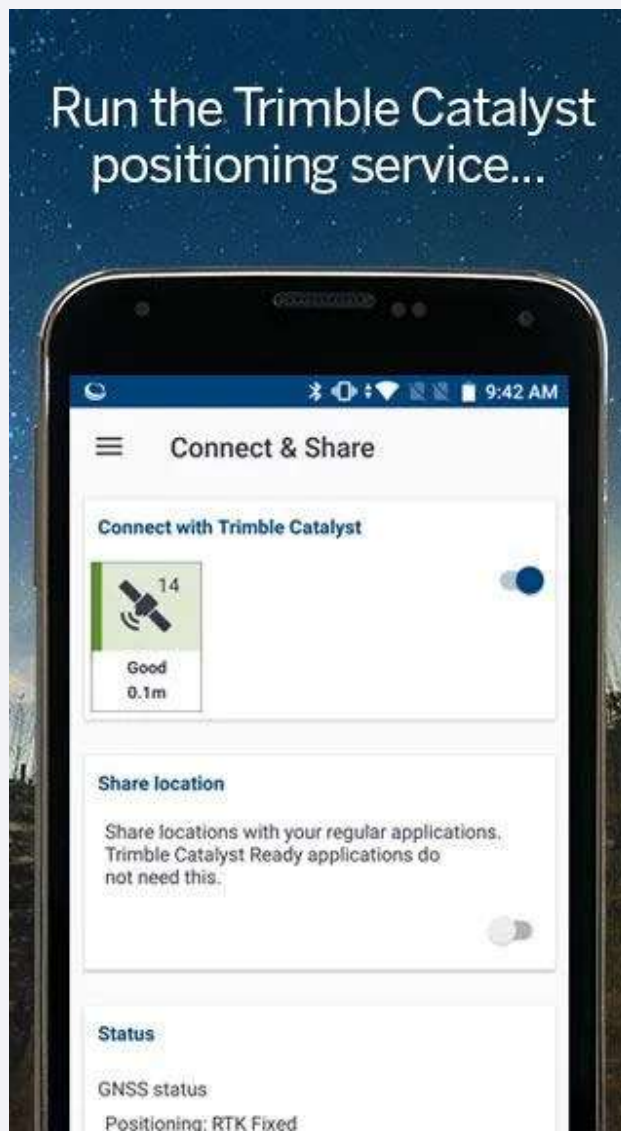 Run the Trimble Catalyst
positioning service...
9:42 AM
Connect & Share
Connect with Trimble Catalyst
14
Good
0.1m
Share location
Share locations with your regular applications.
Trimble Catalyst Ready applications do
not need this.
Status
GNSS status
Positioning: RTK Fixed